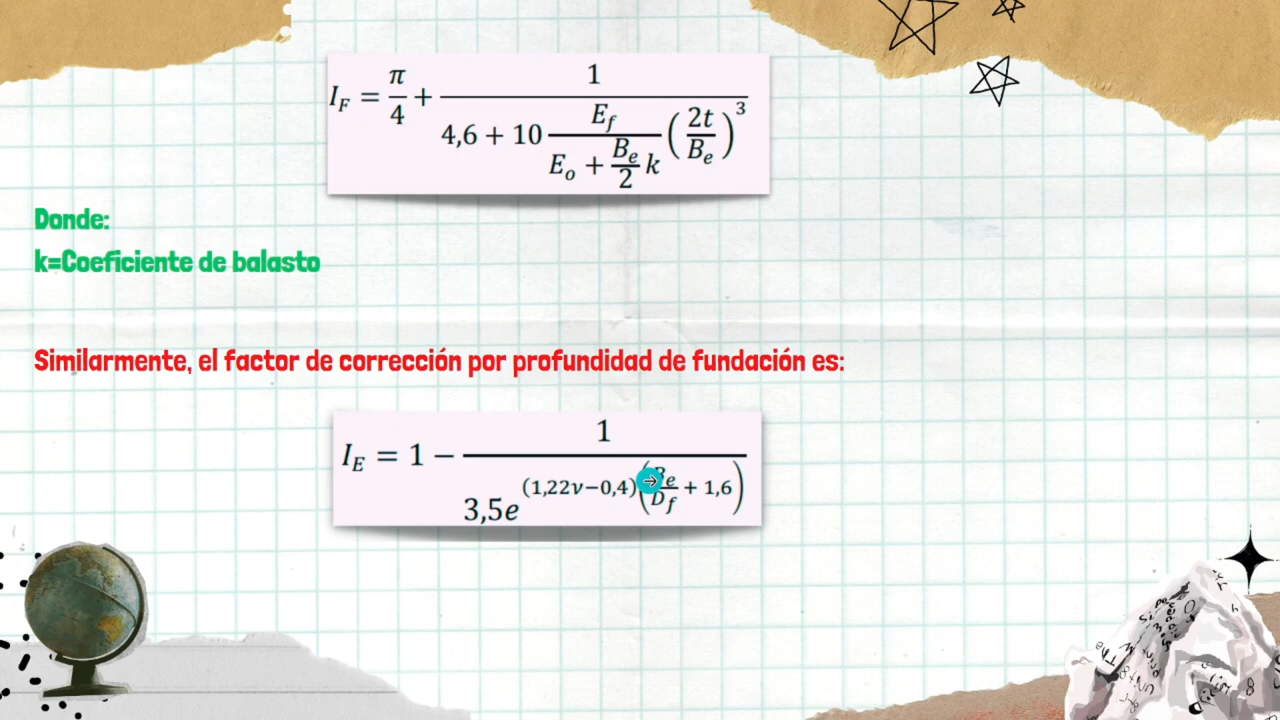 I_F = π/4 + 1/(4,6 + 10 E_f/(E_o + B_e/2 k) (2t/B_e)^3)
Donde:
k=Coeficiente de balasto
Similarmente, el factor de corrección por profundidad de fundación es:
I_E = 1 − 1/(3,5e^((1,22ν−0,4)(B_e/D_f + 1,6)))